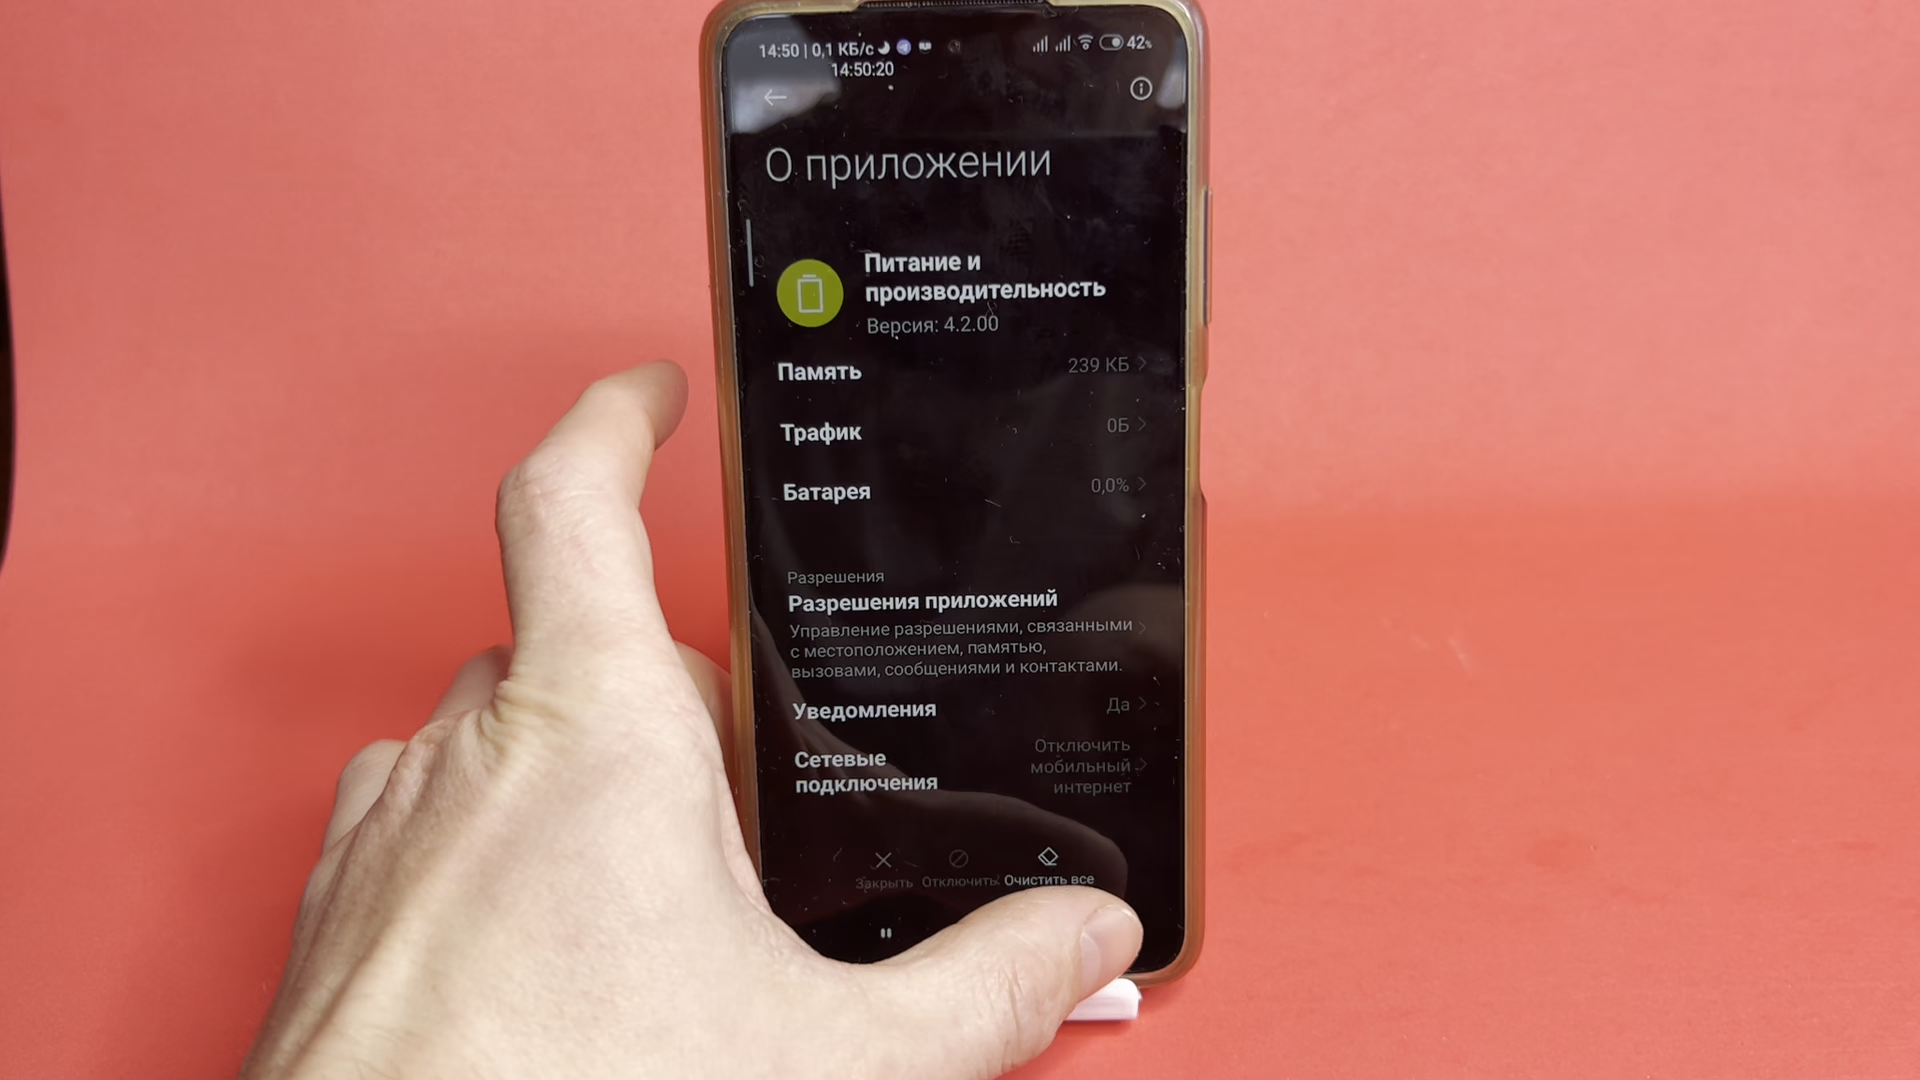 14:50 | 0,1 КБ/с
42%
14:50:20
О приложении
Питание и
производительность
Версия: 4.2.00
Память
239 КБ
Трафик
0Б
Батарея
0,0%
Разрешения
Разрешения приложений
Управление разрешениями, связанными
с местоположением, памятью,
вызовами, сообщениями и контактами.
Уведомления
Да
Сетевые
подключения
Отключить
мобильный
интернет
Закрыть
Отключить
Очистить все